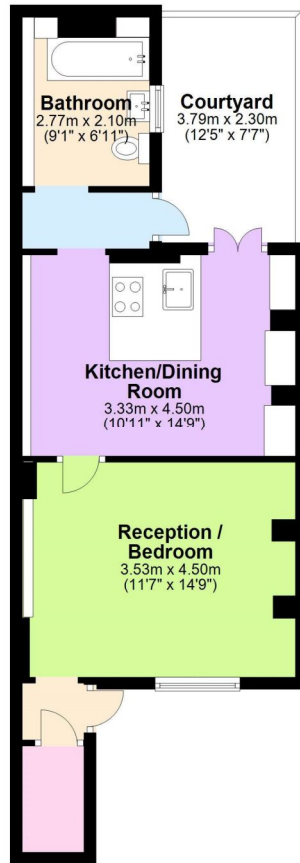 Bathroom
2.77m x 2.10m
(9'1" x 6'11")
Courtyard
3.79m x 2.30m
(12'5" x 7'7")
Kitchen/Dining
Room
3.33m x 4.50m
(10'11" x 14'9")
Reception /
Bedroom
3.53m x 4.50m
(11'7" x 14'9")